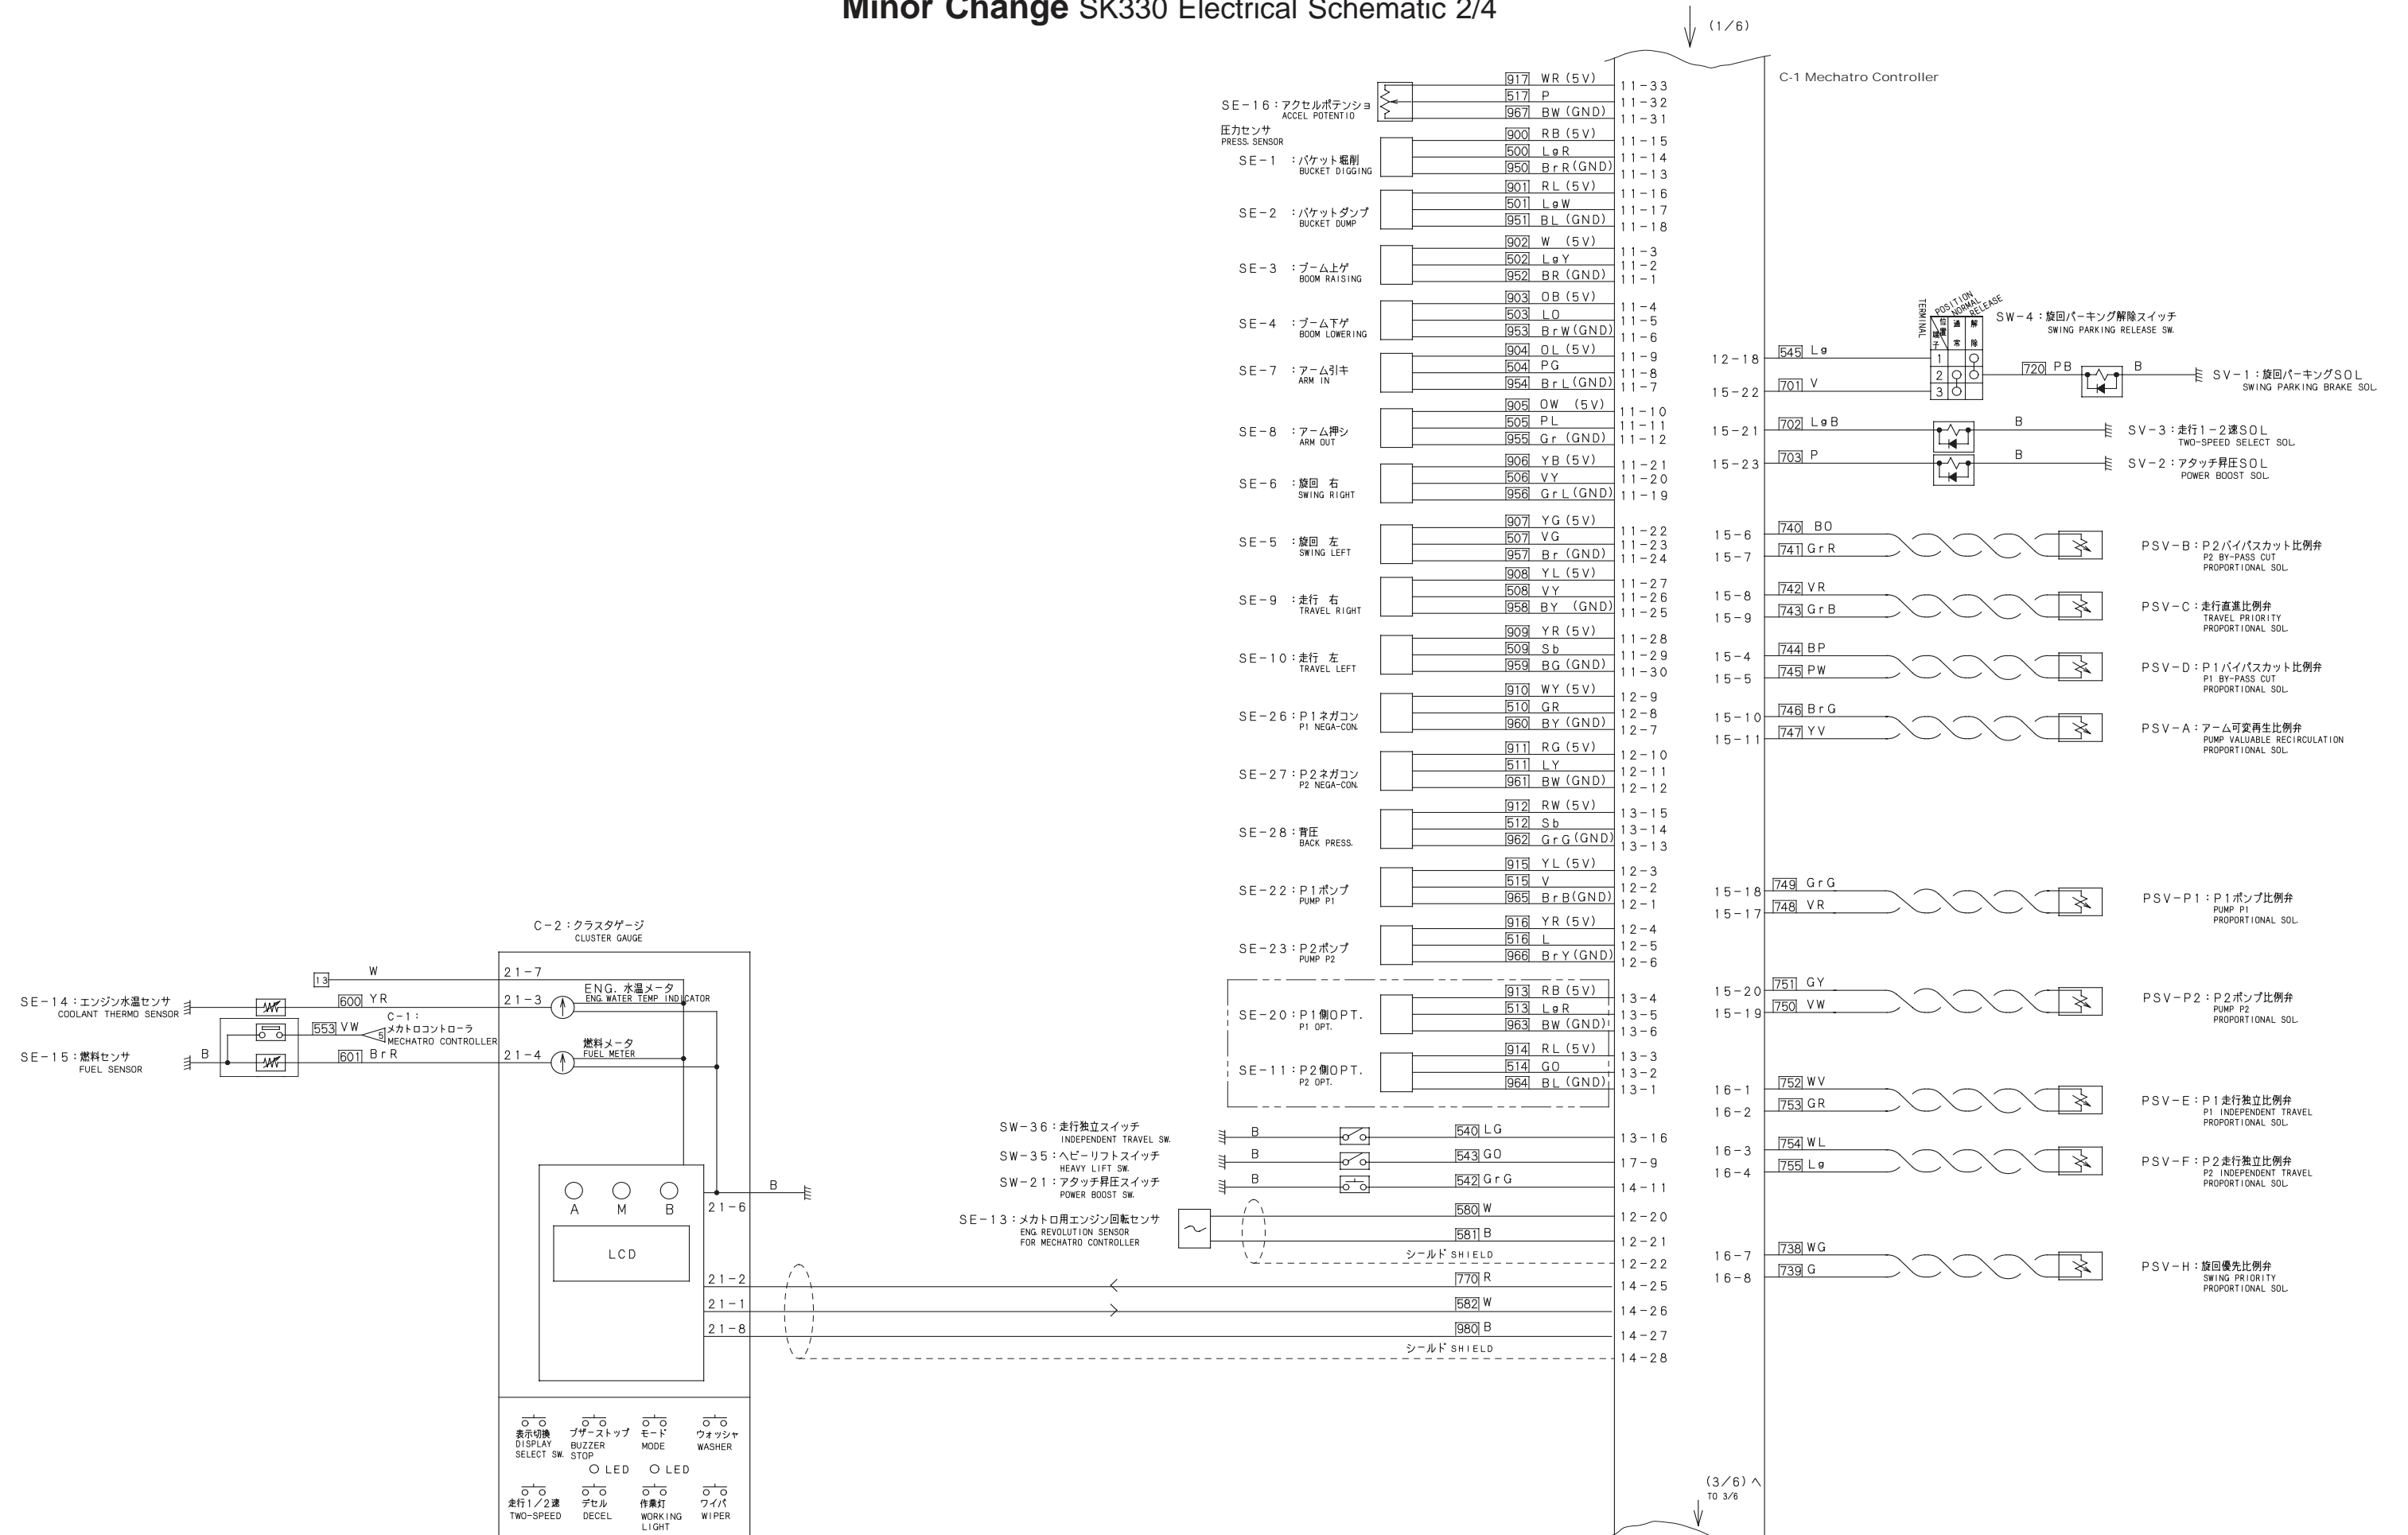 Minor Change SK330 Electrical Schematic 2/4
(1/6)
C-1 Mechatro Controller
SE-16:アクセルポテンショ
ACCEL POTENTIO
917 WR (5V) 11-33
517 P 11-32
967 BW (GND) 11-31
圧力センサ
PRESS. SENSOR
SE-1 :バケット堀削
BUCKET DIGGING
900 RB (5V) 11-15
500 LgR 11-14
950 BrR (GND) 11-13
SE-2 :バケットダンプ
BUCKET DUMP
901 RL (5V) 11-16
501 LgW 11-17
951 BL (GND) 11-18
SE-3 :ブーム上ゲ
BOOM RAISING
902 W (5V) 11-3
502 LgY 11-2
952 BR (GND) 11-1
SE-4 :ブーム下ゲ
BOOM LOWERING
903 OB (5V) 11-4
503 LO 11-5
953 BrW (GND) 11-6
SE-7 :アーム引キ
ARM IN
904 OL (5V) 11-9
504 PG 11-8
954 BrL (GND) 11-7
SE-8 :アーム押シ
ARM OUT
905 OW (5V) 11-10
505 PL 11-11
955 Gr (GND) 11-12
SE-6 :旋回 右
SWING RIGHT
906 YB (5V) 11-21
506 VY 11-20
956 GrL (GND) 11-19
SE-5 :旋回 左
SWING LEFT
907 YG (5V) 11-22
507 VG 11-23
957 Br (GND) 11-24
SE-9 :走行 右
TRAVEL RIGHT
908 YL (5V) 11-27
508 VY 11-26
958 BY (GND) 11-25
SE-10:走行 左
TRAVEL LEFT
909 YR (5V) 11-28
509 Sb 11-29
959 BG (GND) 11-30
SE-26:P1ネガコン
P1 NEGA-CON.
910 WY (5V) 12-9
510 GR 12-8
960 BY (GND) 12-7
SE-27:P2ネガコン
P2 NEGA-CON.
911 RG (5V) 12-10
511 LY 12-11
961 BW (GND) 12-12
SE-28:背圧
BACK PRESS.
912 RW (5V) 13-15
512 Sb 13-14
962 GrG (GND) 13-13
SE-22:P1ポンプ
PUMP P1
915 YL (5V) 12-3
515 V 12-2
965 BrB (GND) 12-1
SE-23:P2ポンプ
PUMP P2
916 YR (5V) 12-4
516 L 12-5
966 BrY (GND) 12-6
SE-20:P1側OPT.
P1 OPT.
913 RB (5V) 13-4
513 LgR 13-5
963 BW (GND) 13-6
SE-11:P2側OPT.
P2 OPT.
914 RL (5V) 13-3
514 GO 13-2
964 BL (GND) 13-1
SW-36:走行独立スイッチ
INDEPENDENT TRAVEL SW.
B 540 LG 13-16
SW-35:ヘビーリフトスイッチ
HEAVY LIFT SW.
B 543 GO 17-9
SW-21:アタッチ昇圧スイッチ
POWER BOOST SW.
B 542 GrG 14-11
SE-13:メカトロ用エンジン回転センサ
ENG. REVOLUTION SENSOR
FOR MECHATRO CONTROLLER
580 W 12-20
581 B 12-21
シールド SHIELD 12-22
21-2 770 R 14-25
21-1 582 W 14-26
21-8 980 B 14-27
シールド SHIELD 14-28
TERMINAL
POSITION
NORMAL
RELEASE
位置 通常 解除
端子
1
2
3
SW-4:旋回パーキング解除スイッチ
SWING PARKING RELEASE SW.
12-18 545 Lg
15-22 701 V
720 PB B
SV-1:旋回パーキングSOL
SWING PARKING BRAKE SOL.
15-21 702 LgB B
SV-3:走行1-2速SOL
TWO-SPEED SELECT SOL.
15-23 703 P B
SV-2:アタッチ昇圧SOL
POWER BOOST SOL.
15-6 740 BO
15-7 741 GrR
PSV-B:P2バイパスカット比例弁
P2 BY-PASS CUT
PROPORTIONAL SOL.
15-8 742 VR
15-9 743 GrB
PSV-C:走行直進比例弁
TRAVEL PRIORITY
PROPORTIONAL SOL.
15-4 744 BP
15-5 745 PW
PSV-D:P1バイパスカット比例弁
P1 BY-PASS CUT
PROPORTIONAL SOL.
15-10 746 BrG
15-11 747 YV
PSV-A:アーム可変再生比例弁
PUMP VALUABLE RECIRCULATION
PROPORTIONAL SOL.
15-18 749 GrG
15-17 748 VR
PSV-P1:P1ポンプ比例弁
PUMP P1
PROPORTIONAL SOL.
15-20 751 GY
15-19 750 VW
PSV-P2:P2ポンプ比例弁
PUMP P2
PROPORTIONAL SOL.
16-1 752 WV
16-2 753 GR
PSV-E:P1走行独立比例弁
P1 INDEPENDENT TRAVEL
PROPORTIONAL SOL.
16-3 754 WL
16-4 755 Lg
PSV-F:P2走行独立比例弁
P2 INDEPENDENT TRAVEL
PROPORTIONAL SOL.
16-7 738 WG
16-8 739 G
PSV-H:旋回優先比例弁
SWING PRIORITY
PROPORTIONAL SOL.
C-2:クラスタゲージ
CLUSTER GAUGE
13 W 21-7
SE-14:エンジン水温センサ
COOLANT THERMO SENSOR
600 YR 21-3
ENG. 水温メータ
ENG. WATER TEMP INDICATOR
553 VW 5
C-1:
メカトロコントローラ
MECHATRO CONTROLLER
SE-15:燃料センサ
FUEL SENSOR
B 601 BrR 21-4
燃料メータ
FUEL METER
A M B
LCD
21-6 B
表示切換
DISPLAY
SELECT SW.
ブザーストップ
BUZZER
STOP
モード
MODE
ウォッシャ
WASHER
LED LED
走行1/2速
TWO-SPEED
デセル
DECEL
作業灯
WORKING
LIGHT
ワイパ
WIPER
(3/6) ヘ
TO 3/6